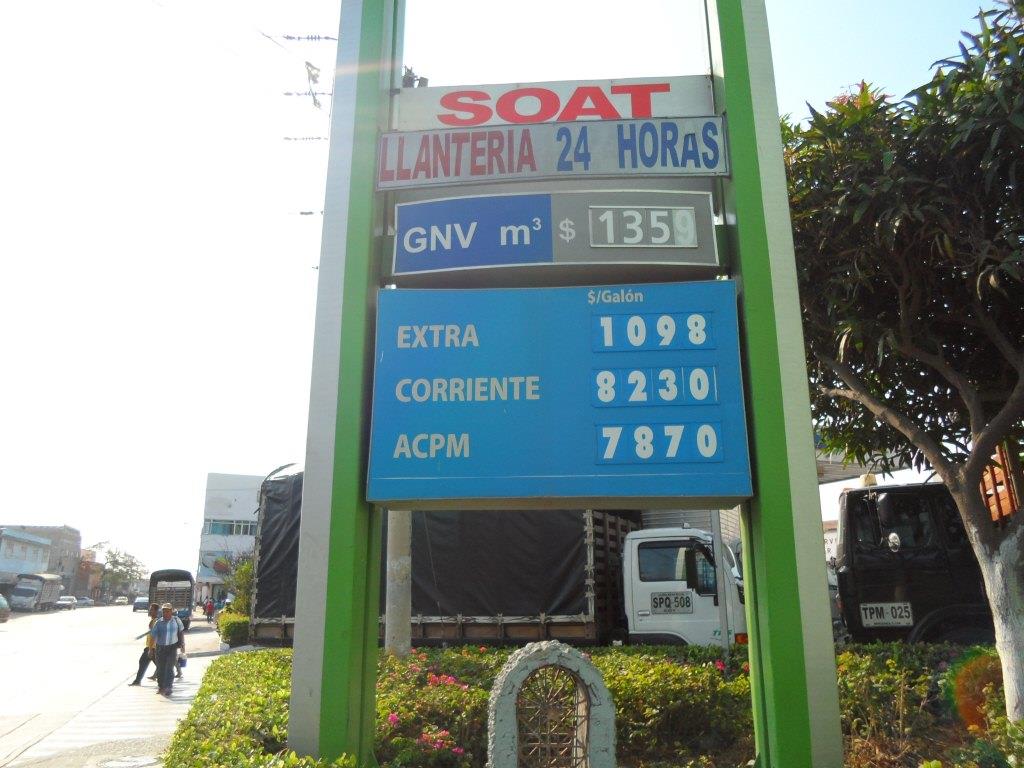 SOAT
LLANTERIA 24 HORAS
GNV m³ $ 1359
$/Galón
EXTRA 1098
CORRIENTE 8230
ACPM 7870
SPQ-508
TPM-025